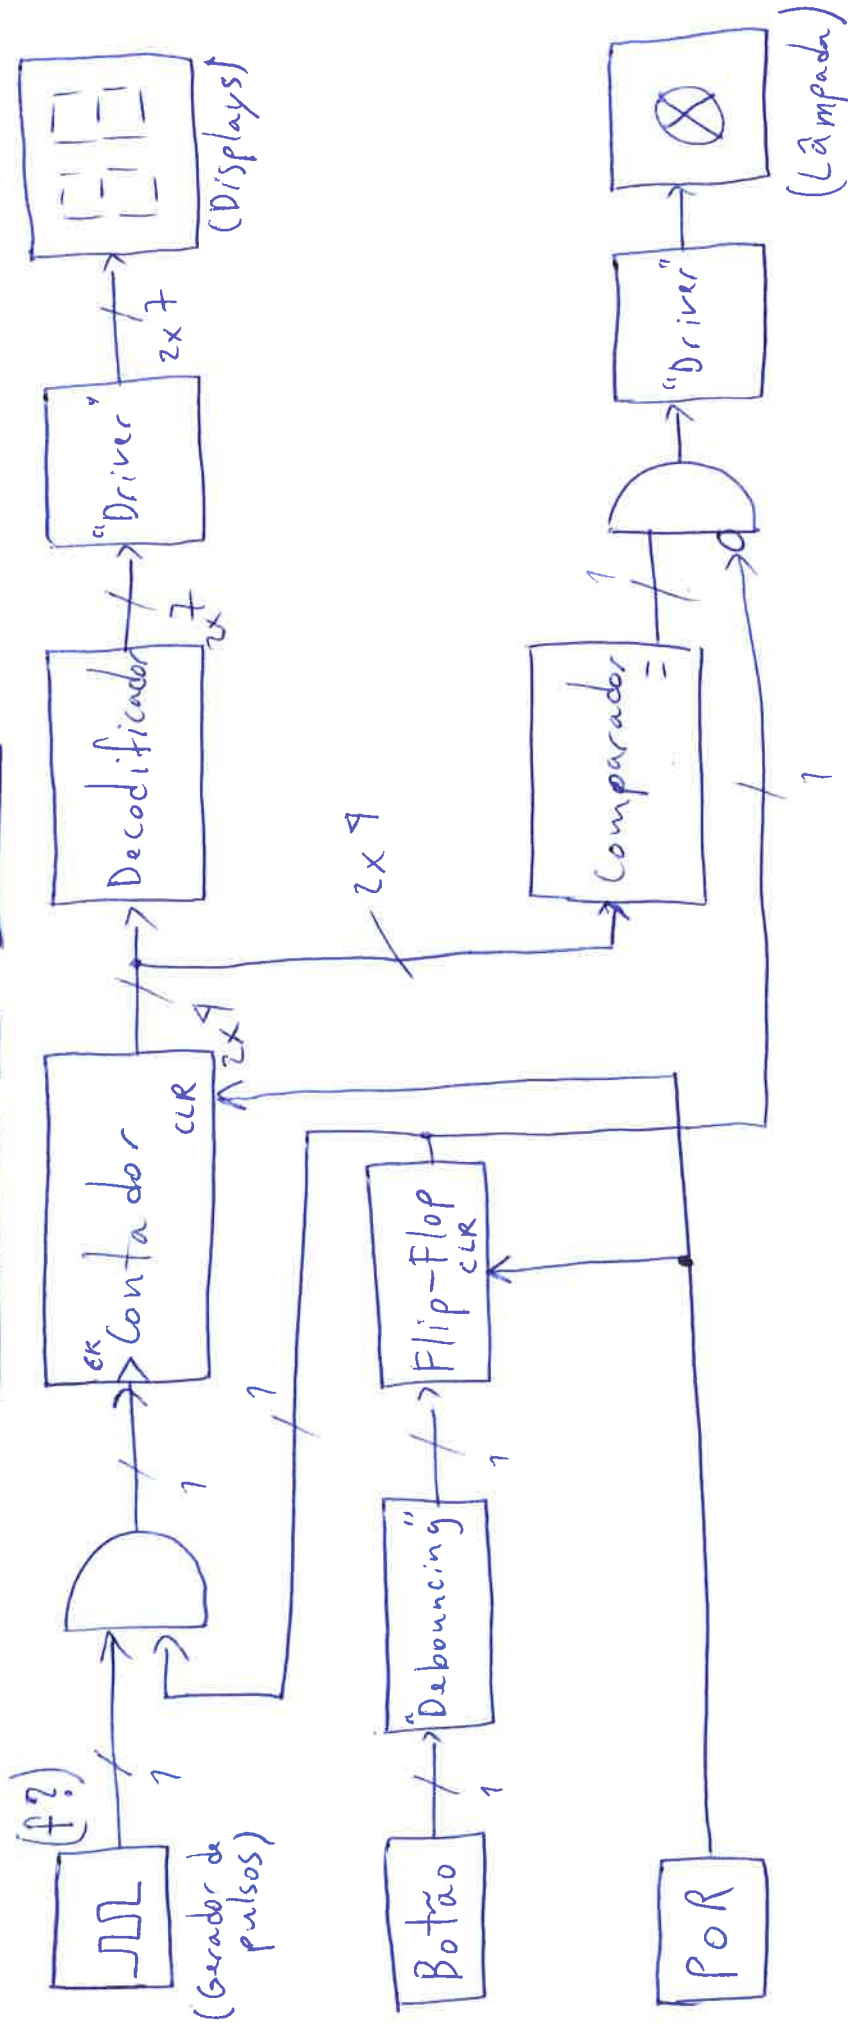 (f?)
1
(Gerador de
pulsos)
1
CK
Contador
CLR
2x4
Decodificador
2x7
"Driver"
2x7
(Displays)
1
2x4
Botão
1
"Debouncing"
1
Flip-Flop
CLR
Comparador
=
1
"Driver"
(Lâmpada)
1
PoR